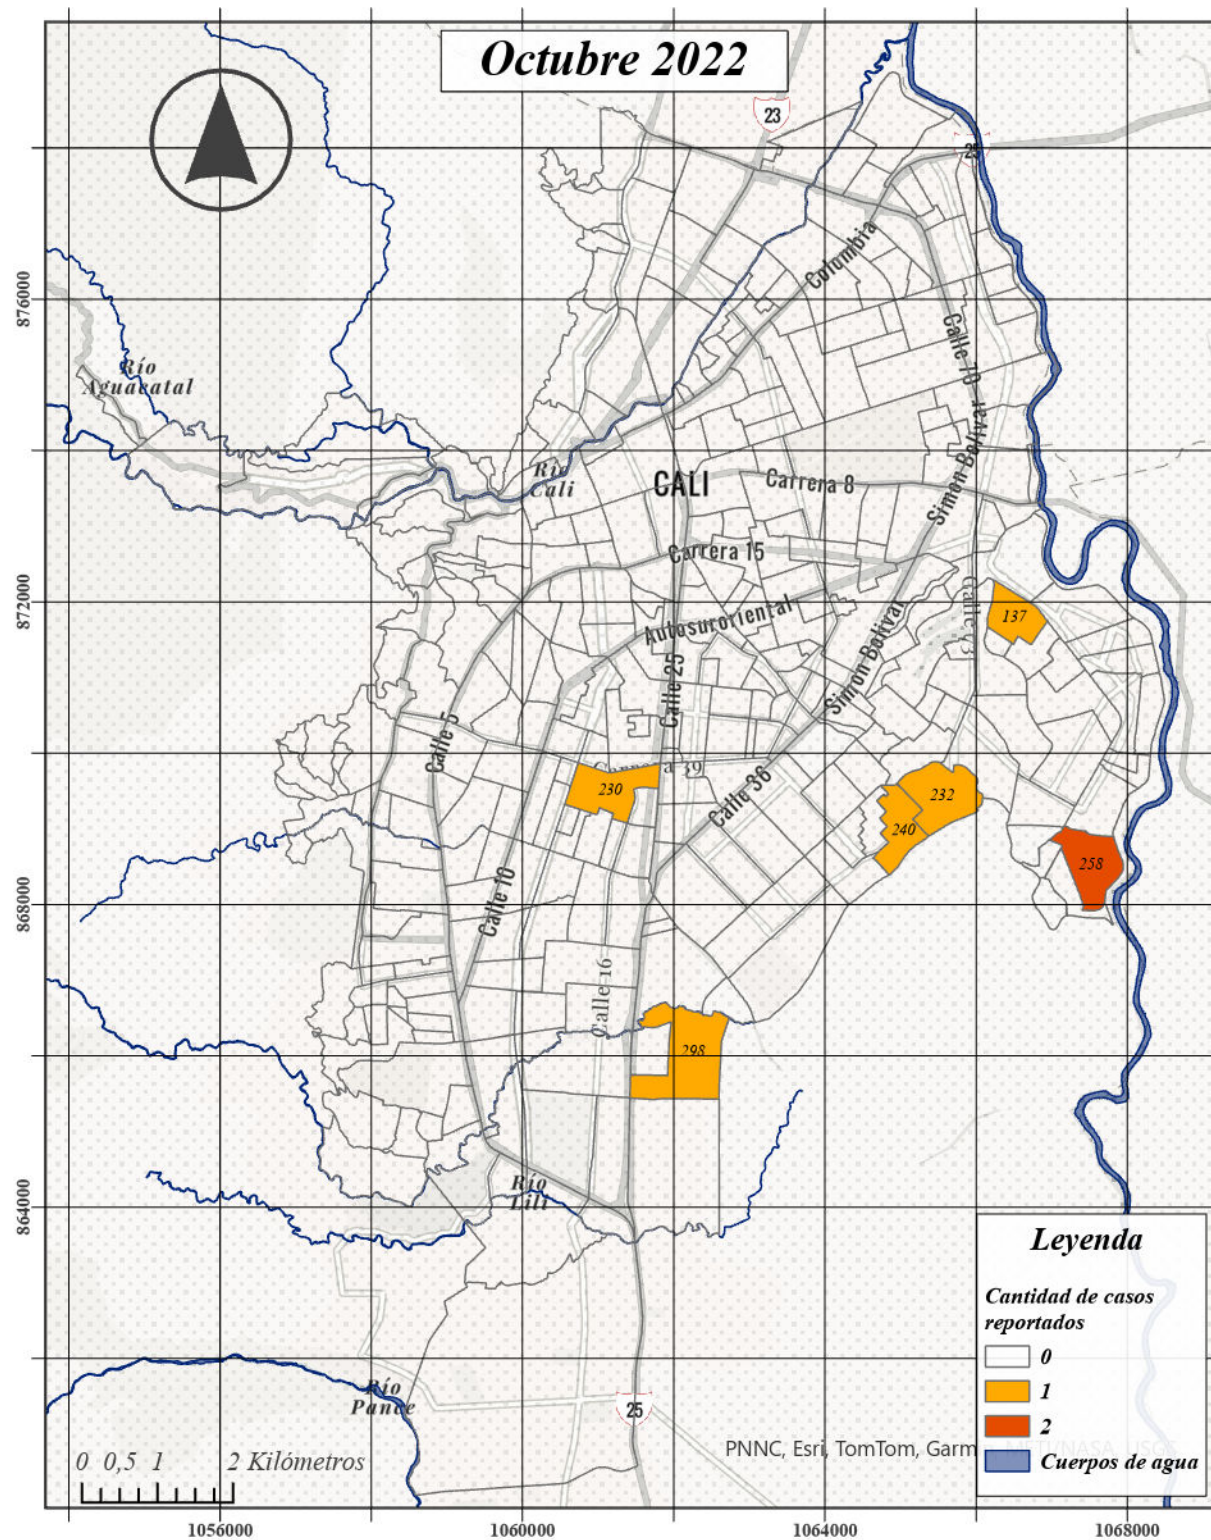 Octubre 2022
23
25
Columbia
876000
Calle 70
Río
Aguacatal
Simon Bolivar
Río
Cali
CALI
Carrera 8
Carrera 15
872000
137
Autosuroriental
Simon Bolivar
Calle 25
Calle 5
230
Calle 36
232
240
258
Calle 10
868000
Calle 16
298
Río
Lili
864000
Leyenda
Cantidad de casos
reportados
0
1
2
Cuerpos de agua
Río
Pance
25
PNNC, Esri, TomTom, Garm
0 0,5 1 2 Kilómetros
1056000 1060000 1064000 1068000